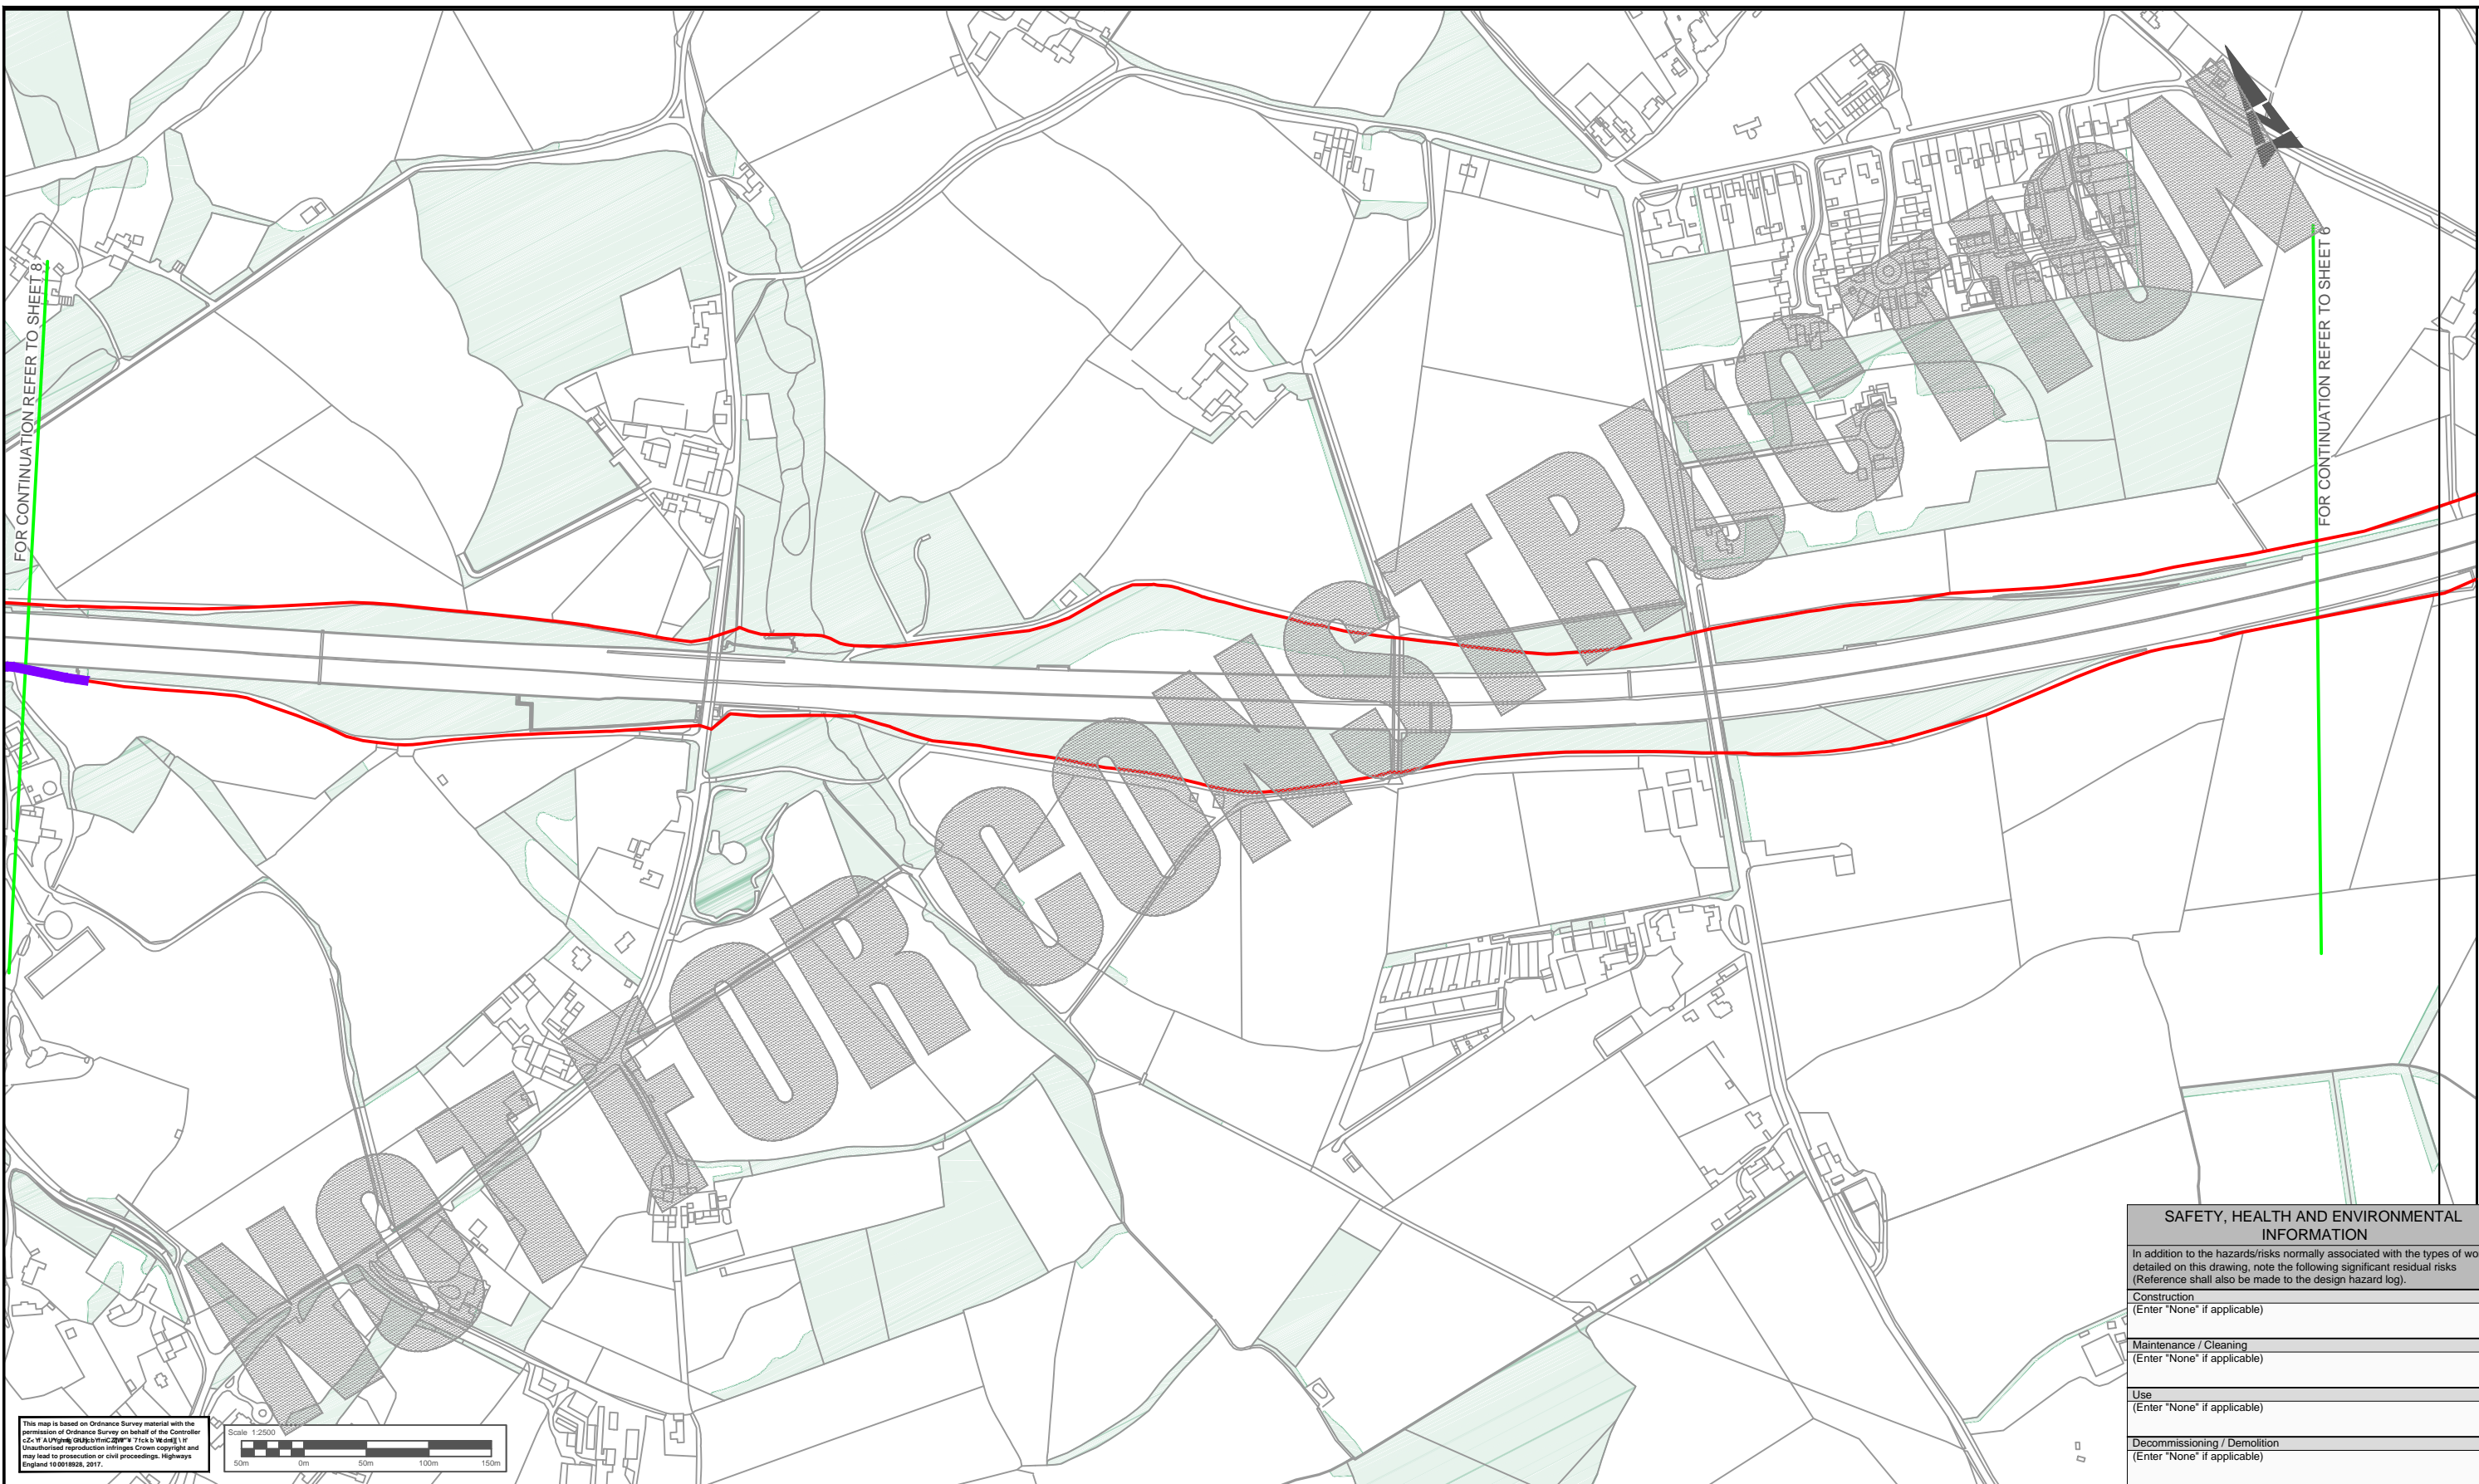 FOR CONTINUATION REFER TO SHEET 8
FOR CONTINUATION REFER TO SHEET 6
NOT FOR CONSTRUCTION
SAFETY, HEALTH AND ENVIRONMENTAL
INFORMATION
In addition to the hazards/risks normally associated with the types of
detailed on this drawing, note the following significant residual risks
(Reference shall also be made to the design hazard log).
Construction
(Enter "None" if applicable)
Maintenance / Cleaning
(Enter "None" if applicable)
Use
(Enter "None" if applicable)
Decommissioning / Demolition
(Enter "None" if applicable)
This map is based on Ordnance Survey material with the
permission of Ordnance Survey on behalf of the Controller
Unauthorised reproduction infringes Crown copyright and
may lead to prosecution or civil proceedings. Highways
England 100018928, 2017.
Scale 1:2500
50m 0m 50m 100m 150m